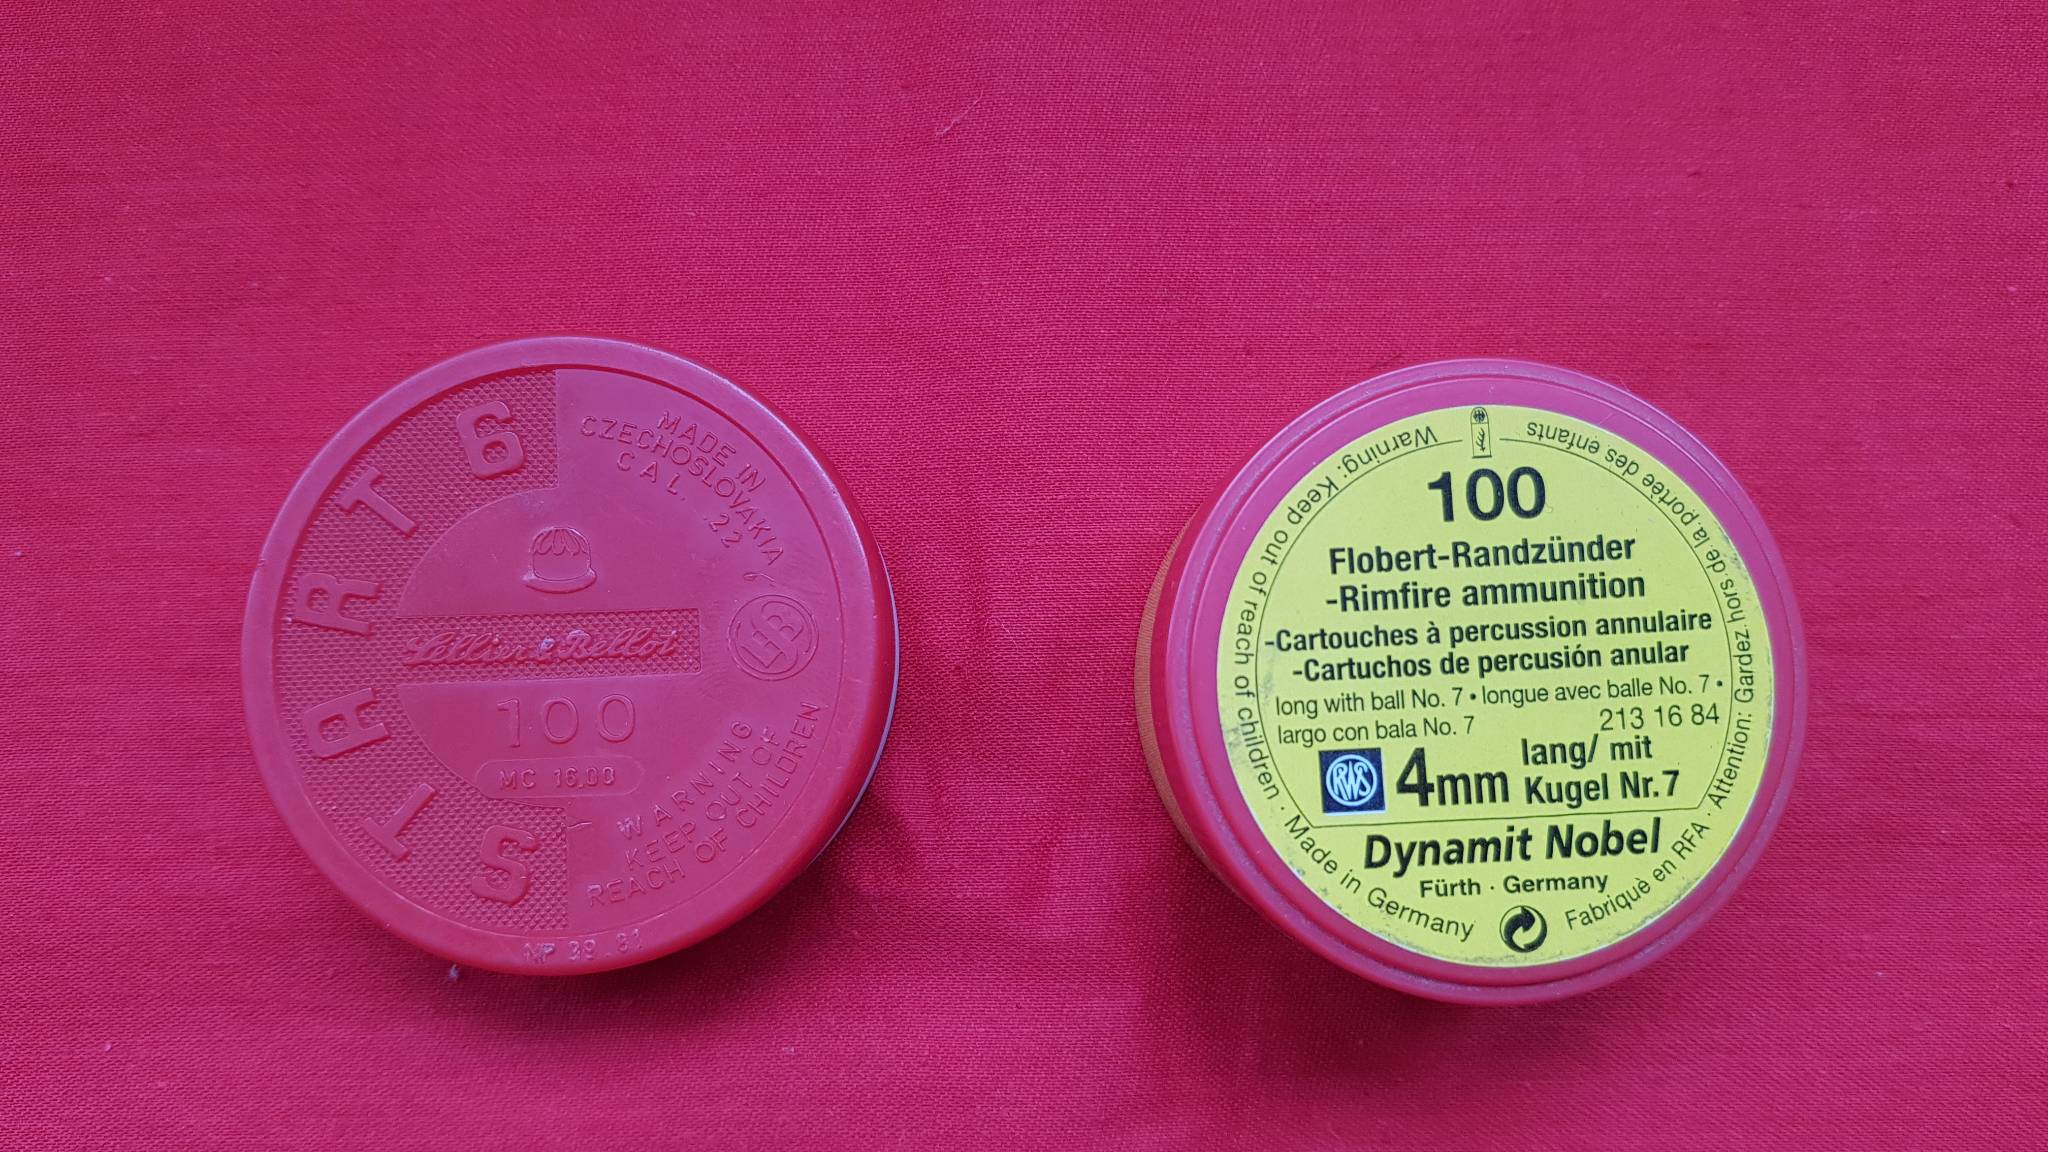 START 6
MADE IN
CZECHOSLOVAKIA
CAL. 22
Sellier & Bellot
S&B
100
MC 16,00
WARNING
KEEP OUT OF
REACH OF CHILDREN
Warning: Keep out of reach of children · Made in Germany
Attention: Gardez hors de la portèe des enfants
100
Flobert-Randzünder
-Rimfire ammunition
-Cartouches à percussion annulaire
-Cartuchos de percusión anular
long with ball No. 7 • longue avec balle No. 7 •
largo con bala No. 7
213 16 84
RWS
4mm lang/ mit
Kugel Nr. 7
Dynamit Nobel
Fürth · Germany
Fabriquè en RFA ·